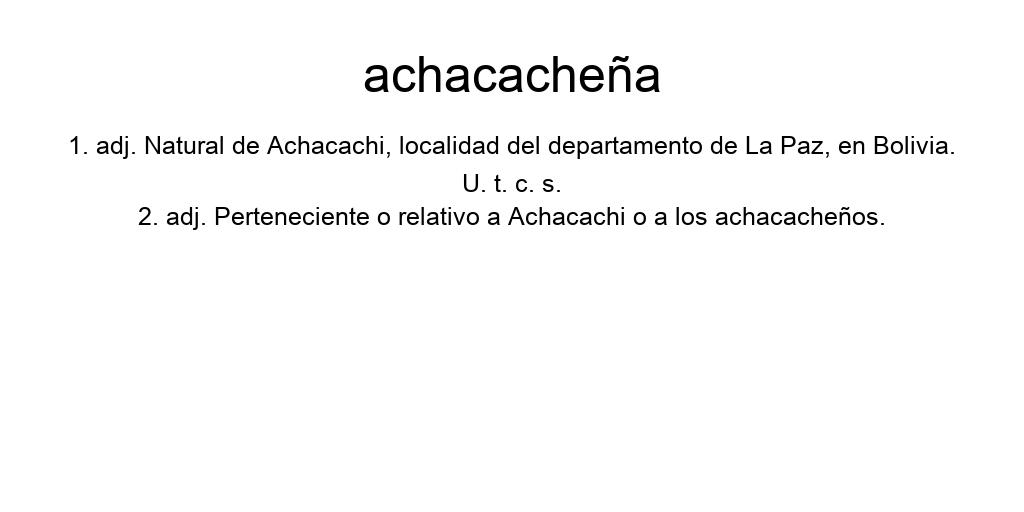 achacacheña
1. adj. Natural de Achacachi, localidad del departamento de La Paz, en Bolivia.
U. t. c. s.
2. adj. Perteneciente o relativo a Achacachi o a los achacacheños.